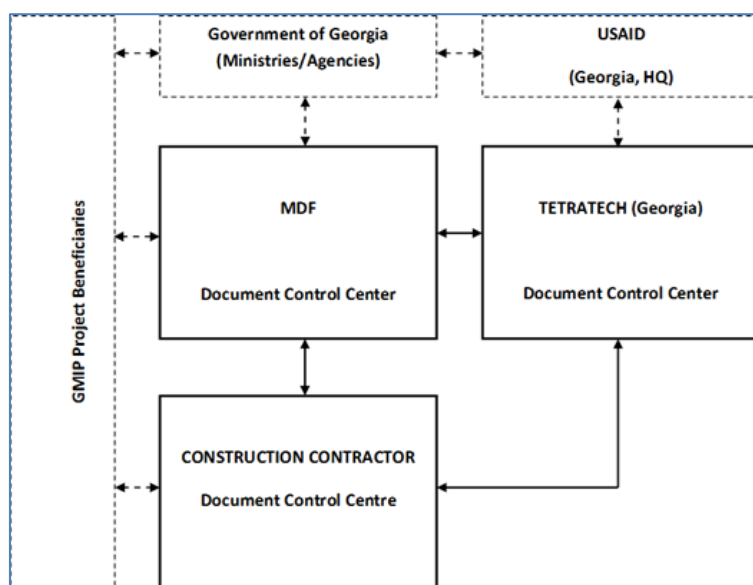 Government of Georgia
(Ministries/Agencies)
USAID
(Georgia, HQ)
GMIP Project Beneficiaries
MDF
Document Control Center
TETRATECH (Georgia)
Document Control Center
CONSTRUCTION CONTRACTOR
Document Control Centre